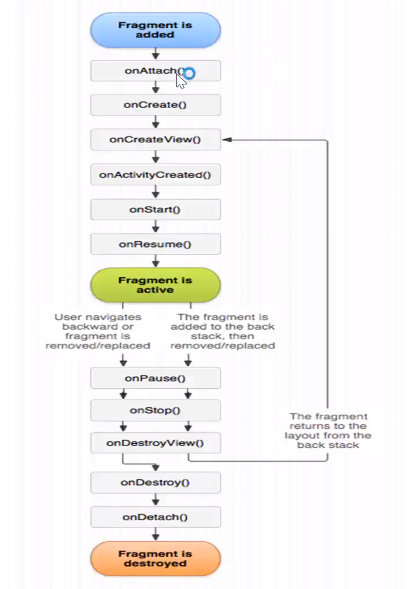 Fragment is
added
onAttach()
onCreate()
onCreateView()
onActivityCreated()
onStart()
onResume()
Fragment is
active
User navigates
backward or
fragment is
removed/replaced
The fragment is
added to the back
stack, then
removed/replaced
onPause()
onStop()
onDestroyView()
The fragment
returns to the
layout from the
back stack
onDestroy()
onDetach()
Fragment is
destroyed